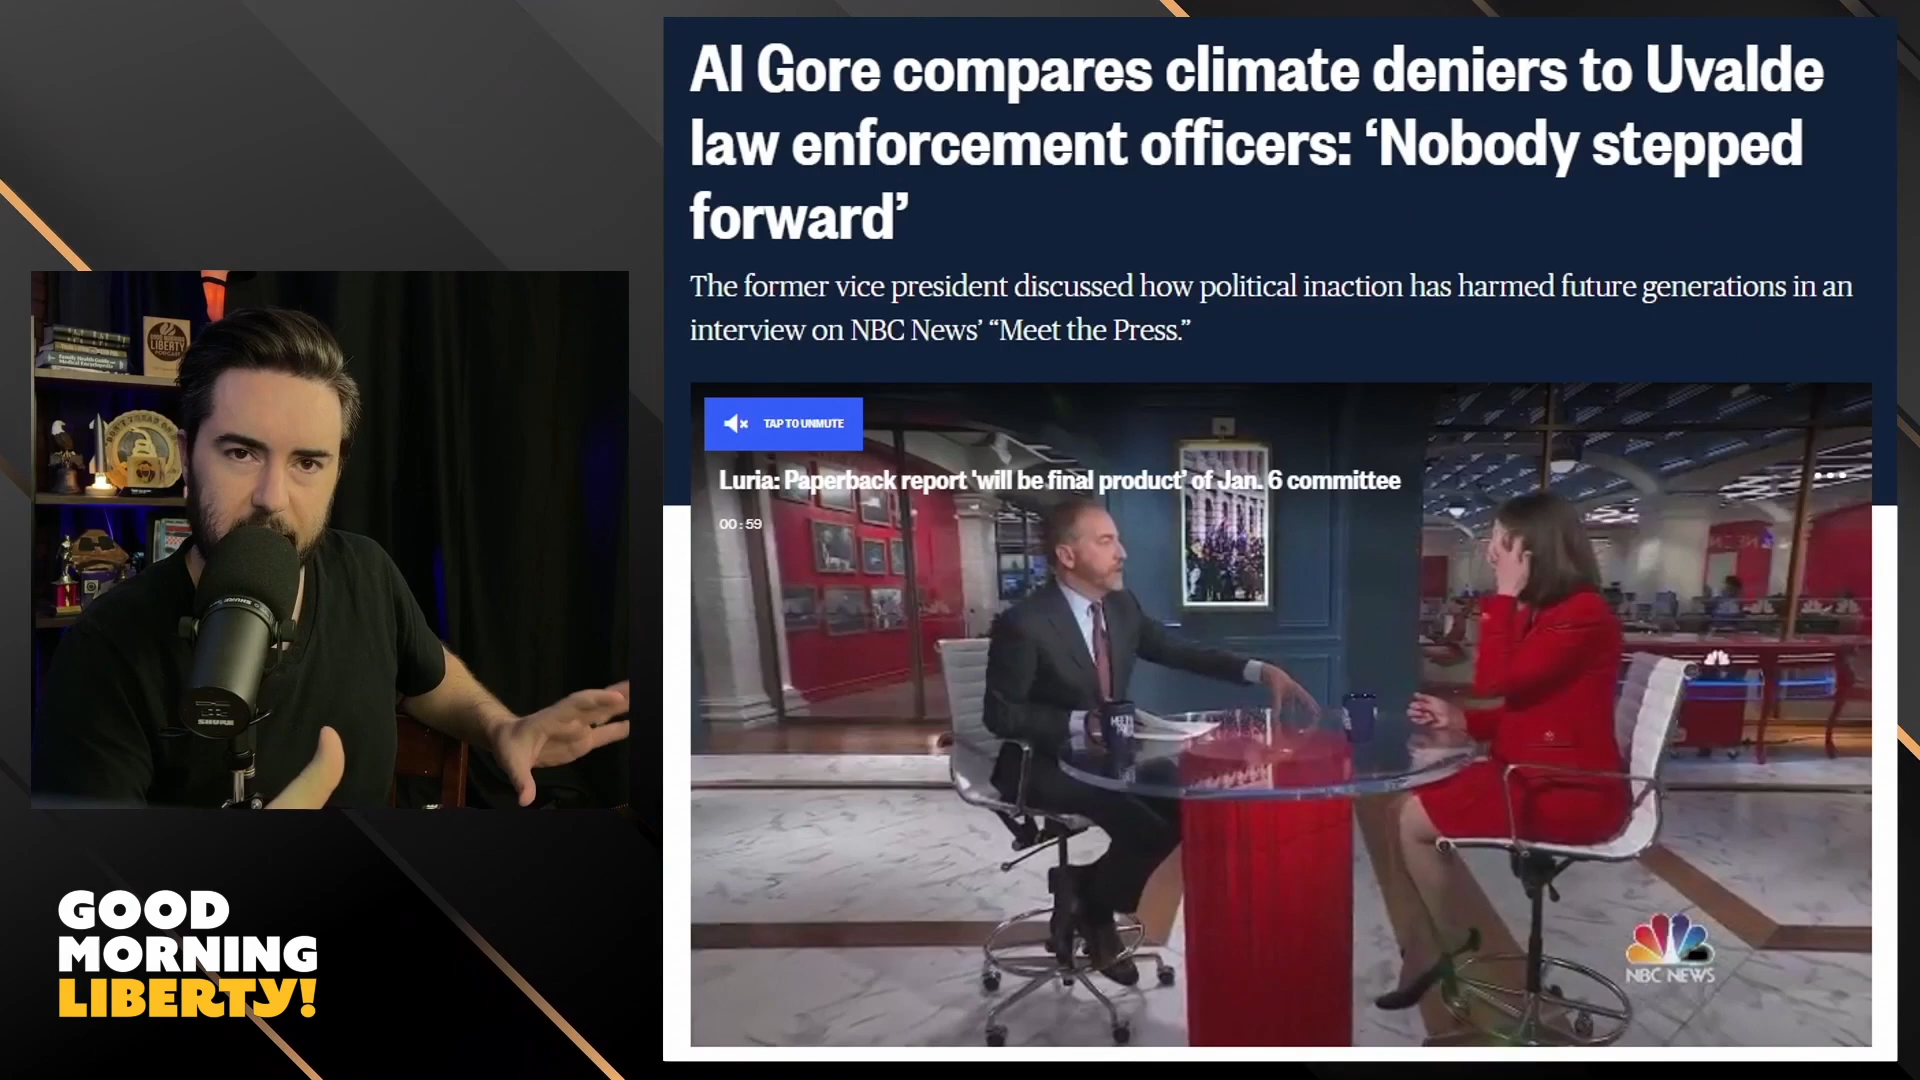 Al Gore compares climate deniers to Uvalde
law enforcement officers: ‘Nobody stepped
forward’
The former vice president discussed how political inaction has harmed future generations in an
interview on NBC News’ “Meet the Press.”
TAP TO UNMUTE
Luria: Paperback report 'will be final product' of Jan. 6 committee
00:59
NBC NEWS
LIBERTY
SHURE
GOOD
MORNING
LIBERTY!